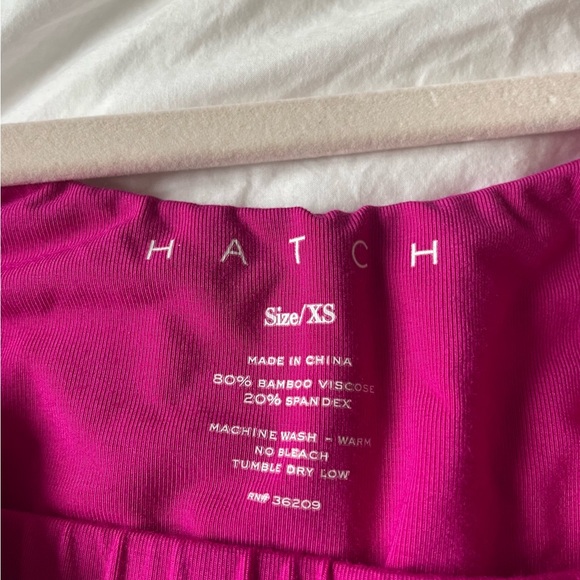 HATCH
Size/XS
MADE IN CHINA
80% BAMBOO VISCOSE
20% SPANDEX
MACHINE WASH - WARM
NO BLEACH
TUMBLE DRY LOW
RN# 36209